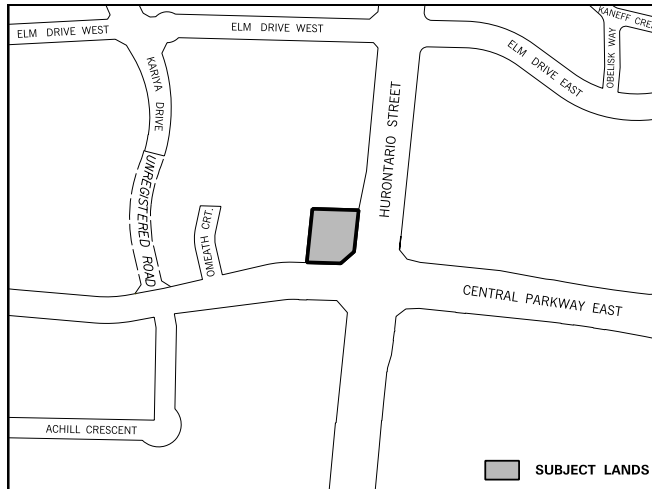 KANEFF CRE
ELM DRIVE WEST
ELM DRIVE WEST
ELM DRIVE EAST
OBELISK WAY
KARIYA DRIVE
HURONTARIO STREET
UNREGISTERED ROAD
OMEATH CRT.
CENTRAL PARKWAY EAST
ACHILL CRESCENT
SUBJECT LANDS